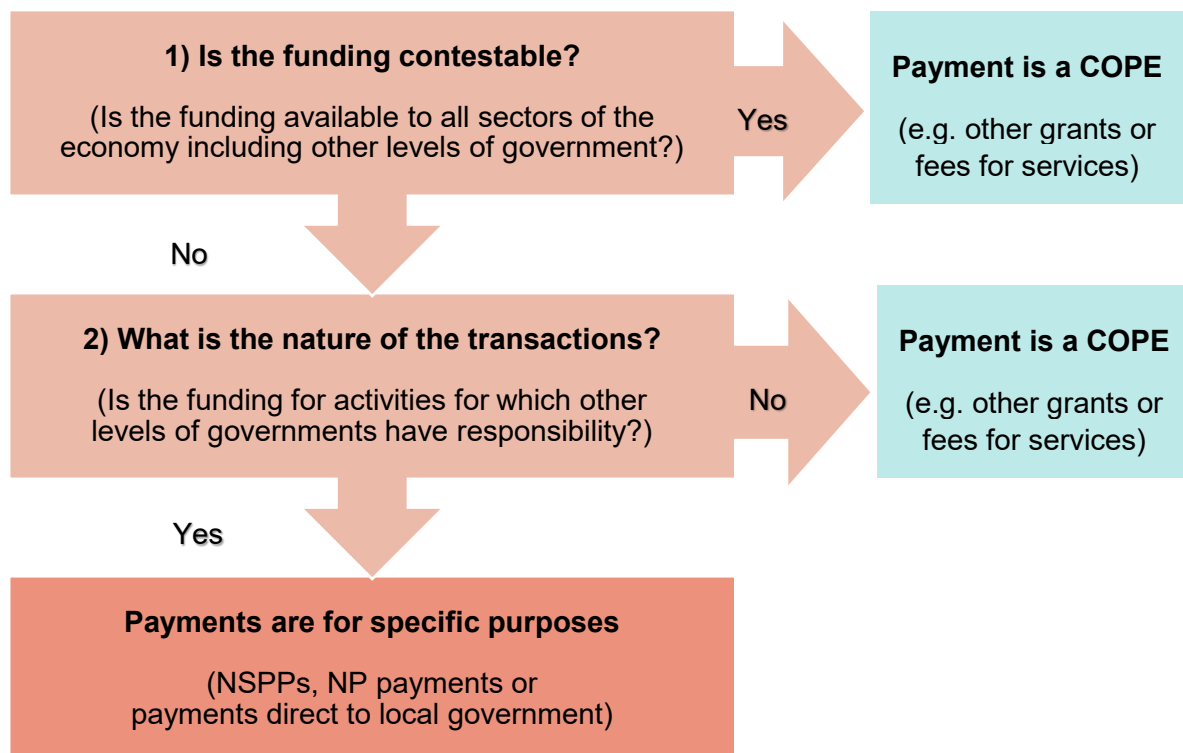 1) Is the funding contestable?
(Is the funding available to all sectors of the
economy including other levels of government?)
Yes
Payment is a COPE
(e.g. other grants or
fees for services)
No
2) What is the nature of the transactions?
(Is the funding for activities for which other
levels of governments have responsibility?)
No
Payment is a COPE
(e.g. other grants or
fees for services)
Yes
Payments are for specific purposes
(NSPPs, NP payments or
payments direct to local government)